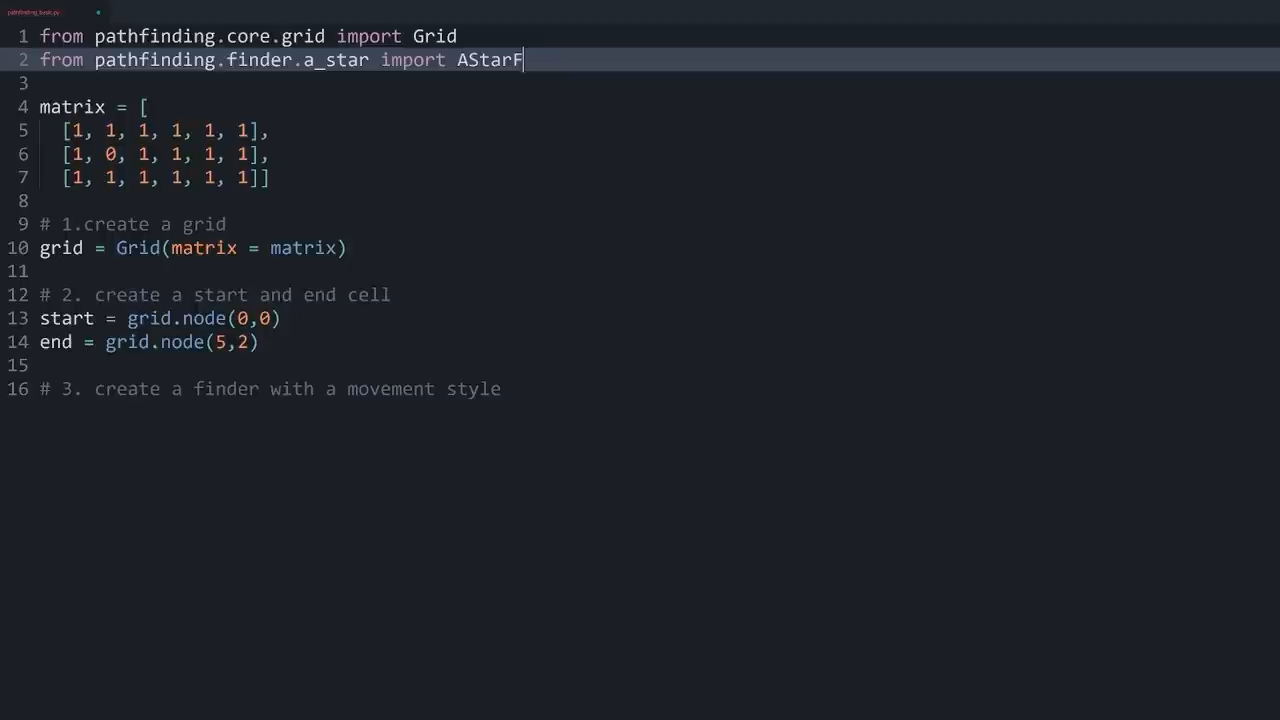 pathfinding_basic.py
1 from pathfinding.core.grid import Grid
2 from pathfinding.finder.a_star import AStarF
3
4 matrix = [
5 [1, 1, 1, 1, 1, 1],
6 [1, 0, 1, 1, 1, 1],
7 [1, 1, 1, 1, 1, 1]]
8
9 # 1.create a grid
10 grid = Grid(matrix = matrix)
11
12 # 2. create a start and end cell
13 start = grid.node(0,0)
14 end = grid.node(5,2)
15
16 # 3. create a finder with a movement style